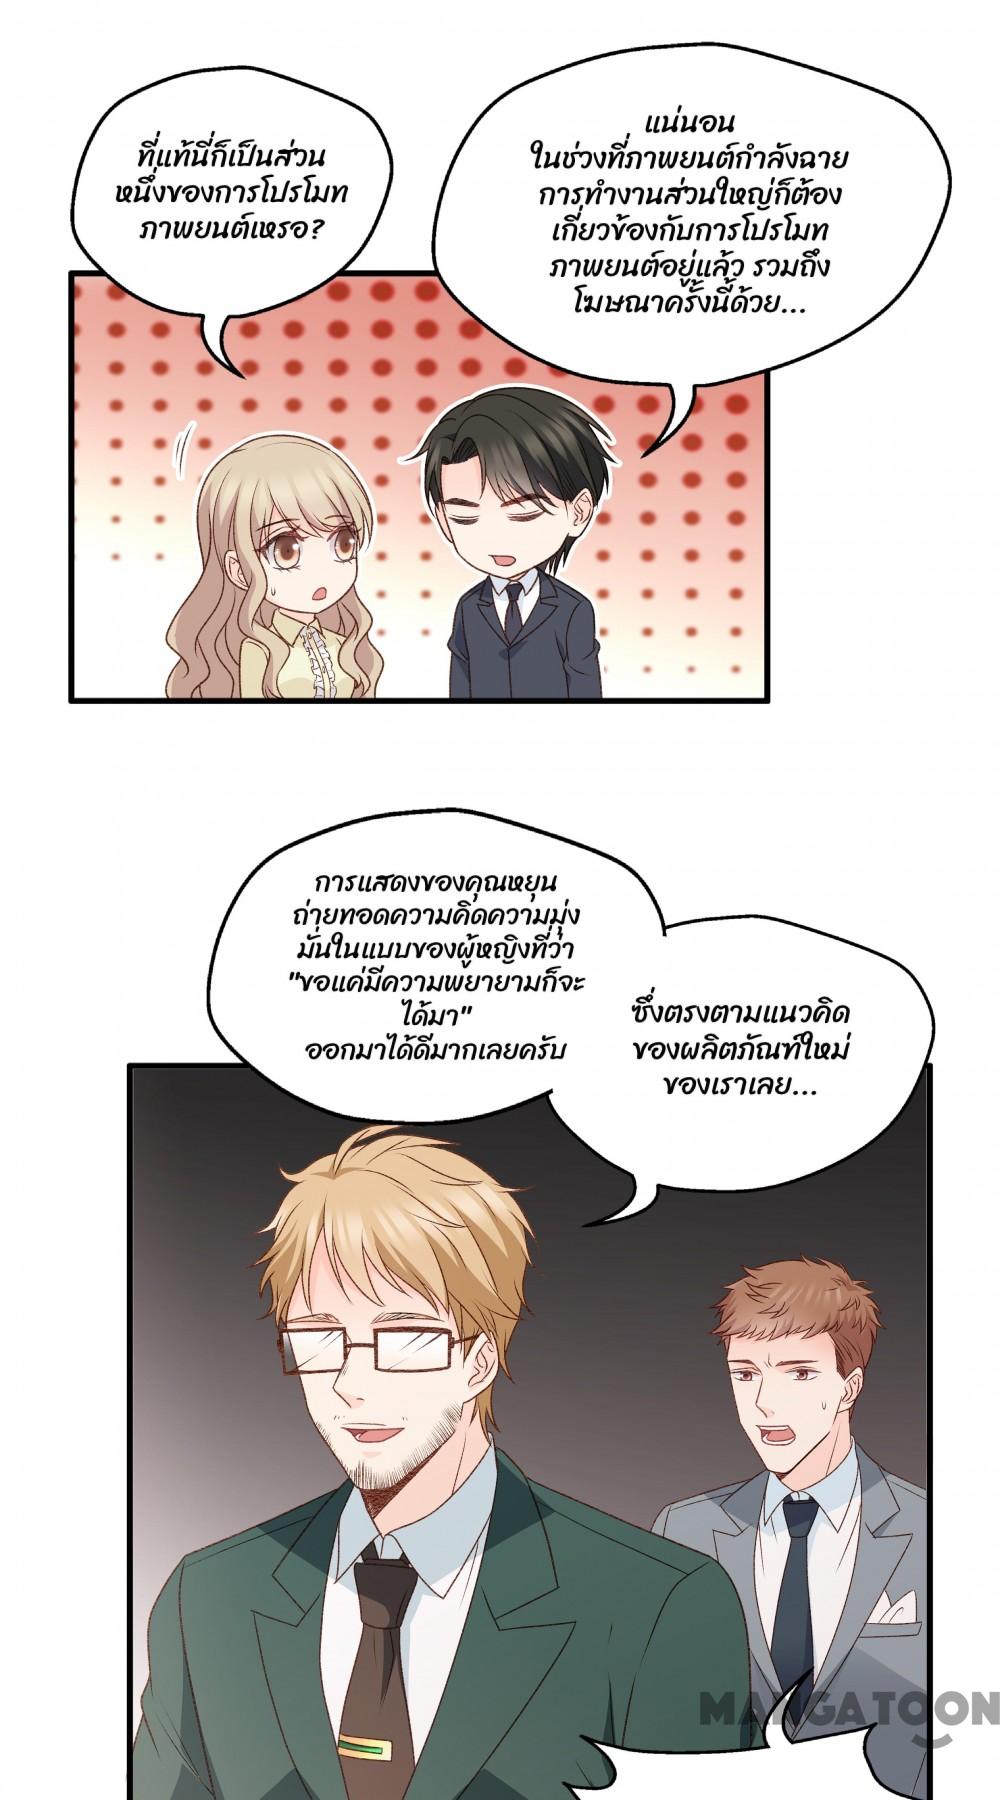 ที่แท้นี่ก็เป็นส่วน
หนึ่งของการโปรโมท
ภาพยนต์เหรอ?
แน่นอน
ในช่วงที่ภาพยนต์กำลังฉาย
การทำงานส่วนใหญ่ก็ต้อง
เกี่ยวข้องกับการโปรโมท
ภาพยนต์อยู่แล้ว รวมถึง
โฆษณาครั้งนี้ด้วย...
การแสดงของคุณหยุน
ถ่ายทอดความคิดความมุ่ง
มั่นในแบบของผู้หญิงที่ว่า
"ขอแค่มีความพยายามก็จะ
ได้มา"
ออกมาได้ดีมากเลยครับ
ซึ่งตรงตามแนวคิด
ของผลิตภัณฑ์ใหม่
ของเราเลย...
MANGATOON